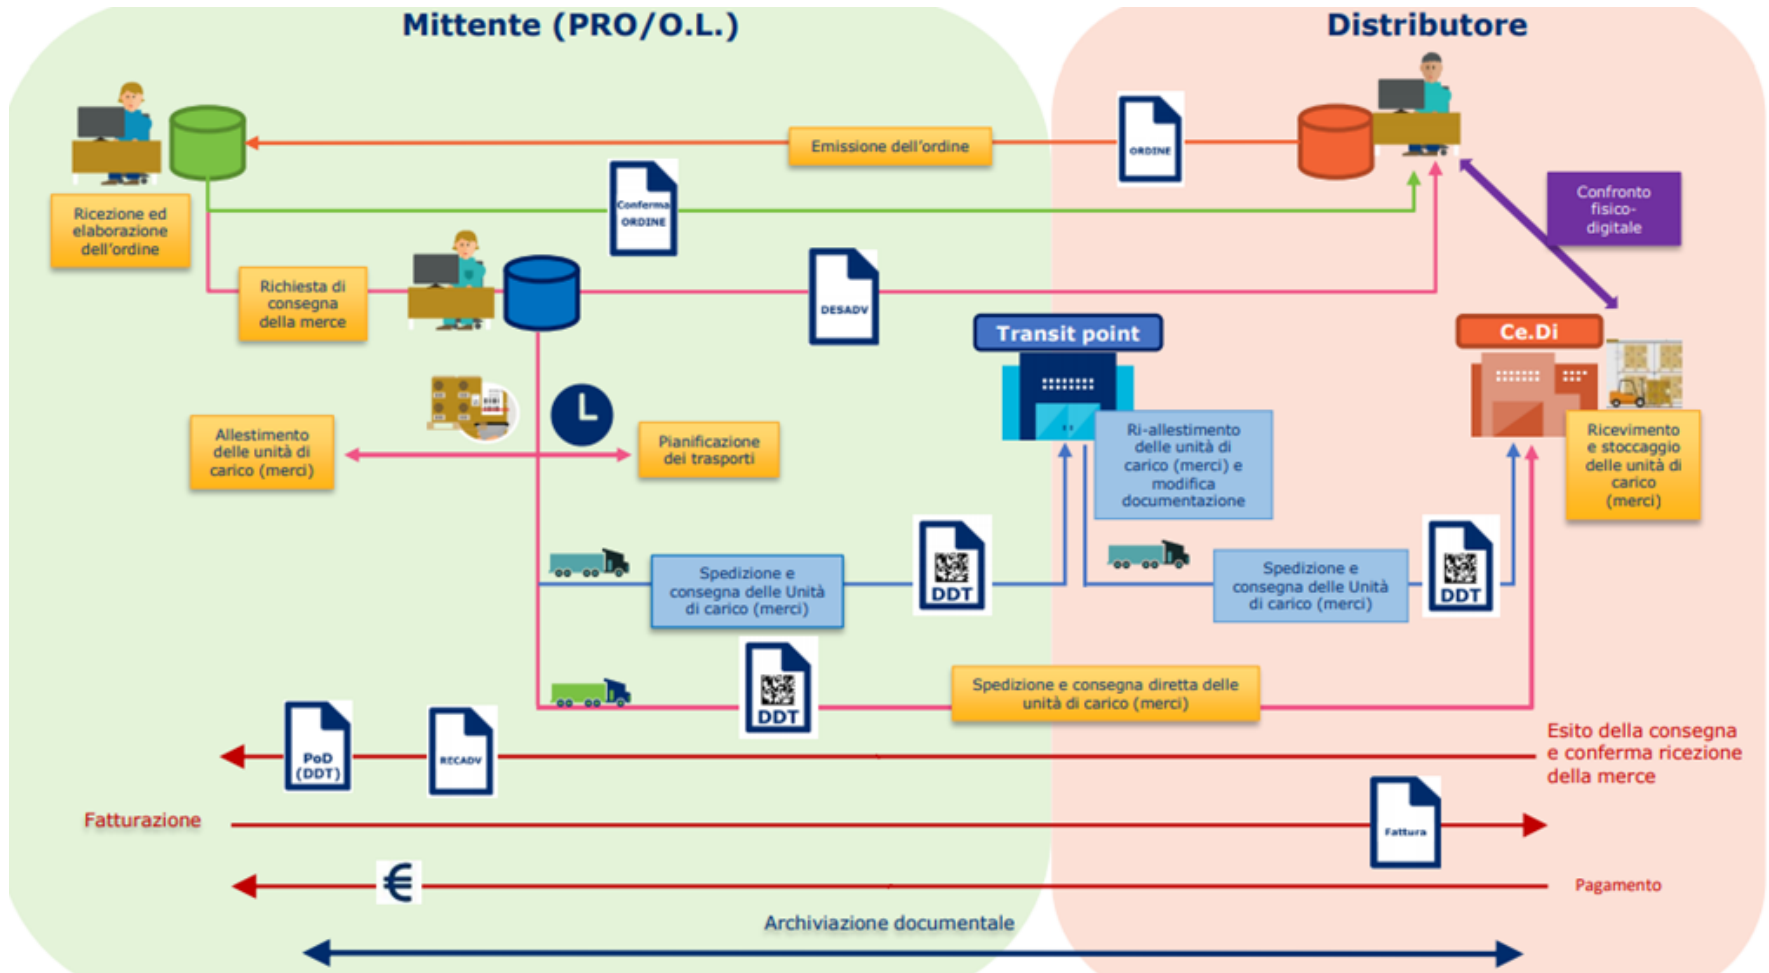 Mittente (PRO/O.L.)
Distributore
ORDINE
Emissione dell'ordine
Conferma
ORDINE
Confronto
fisico-
digitale
Ricezione ed
elaborazione
dell'ordine
Richiesta di
consegna
della merce
DESADV
Transit point
Ce.Di
Allestimento
delle unità di
carico (merci)
Pianificazione
dei trasporti
Ri-allestimento
delle unità di
carico (merci) e
modifica
documentazione
Ricevimento
e stoccaggio
delle unità di
carico
(merci)
Spedizione e
consegna delle Unità
di carico (merci)
DDT
Spedizione e
consegna delle Unità
di carico (merci)
DDT
DDT
Spedizione e consegna diretta delle
unità di carico (merci)
PoD
(DDT)
RECADV
Esito della consegna
e conferma ricezione
della merce
Fatturazione
Fattura
€
Pagamento
Archiviazione documentale